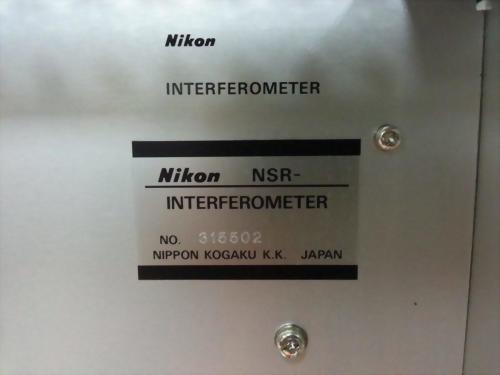 Nikon
INTERFEROMETER
Nikon NSR-
INTERFEROMETER
NO. 315502
NIPPON KOGAKU K.K. JAPAN